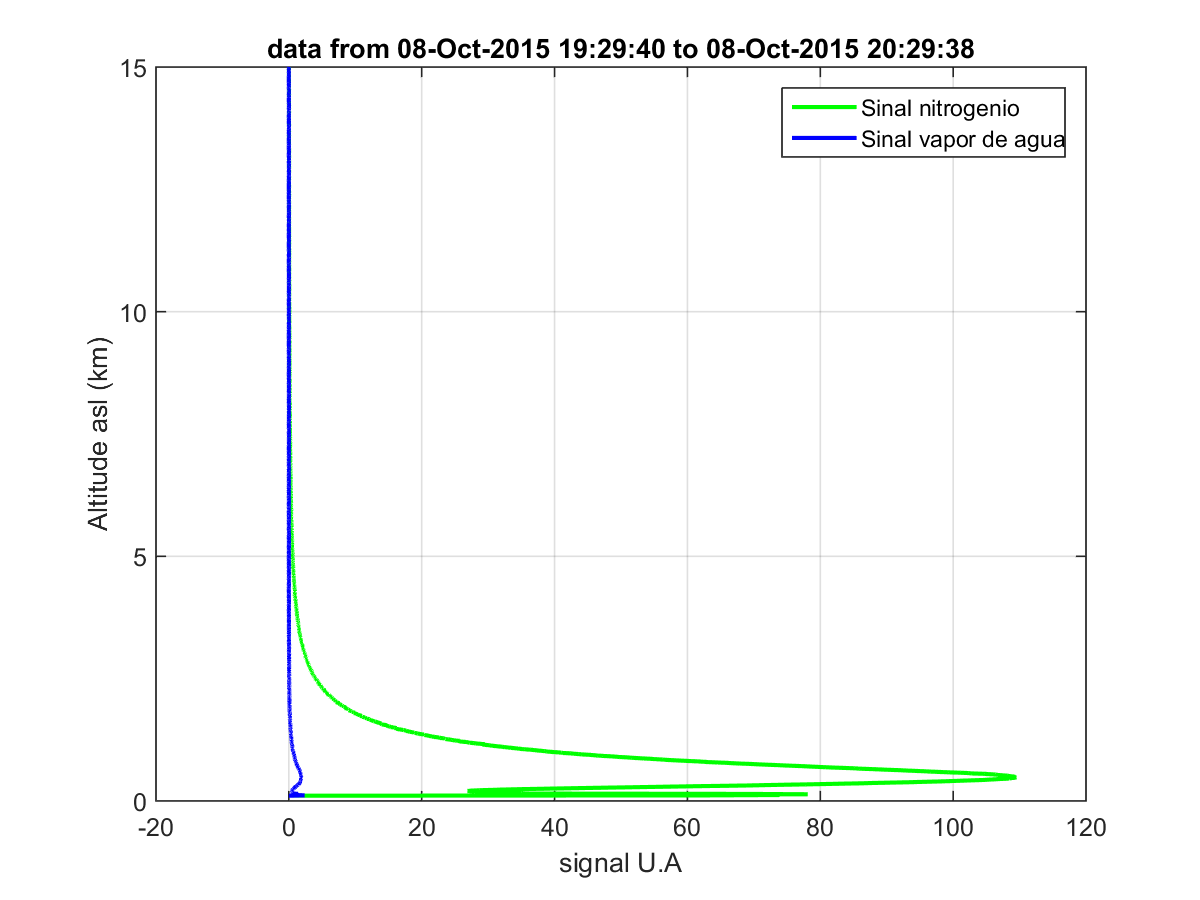 data from 08-Oct-2015 19:29:40 to 08-Oct-2015 20:29:38
Sinal nitrogenio
Sinal vapor de agua
15
10
5
0
Altitude asl (km)
-20 0 20 40 60 80 100 120
signal U.A